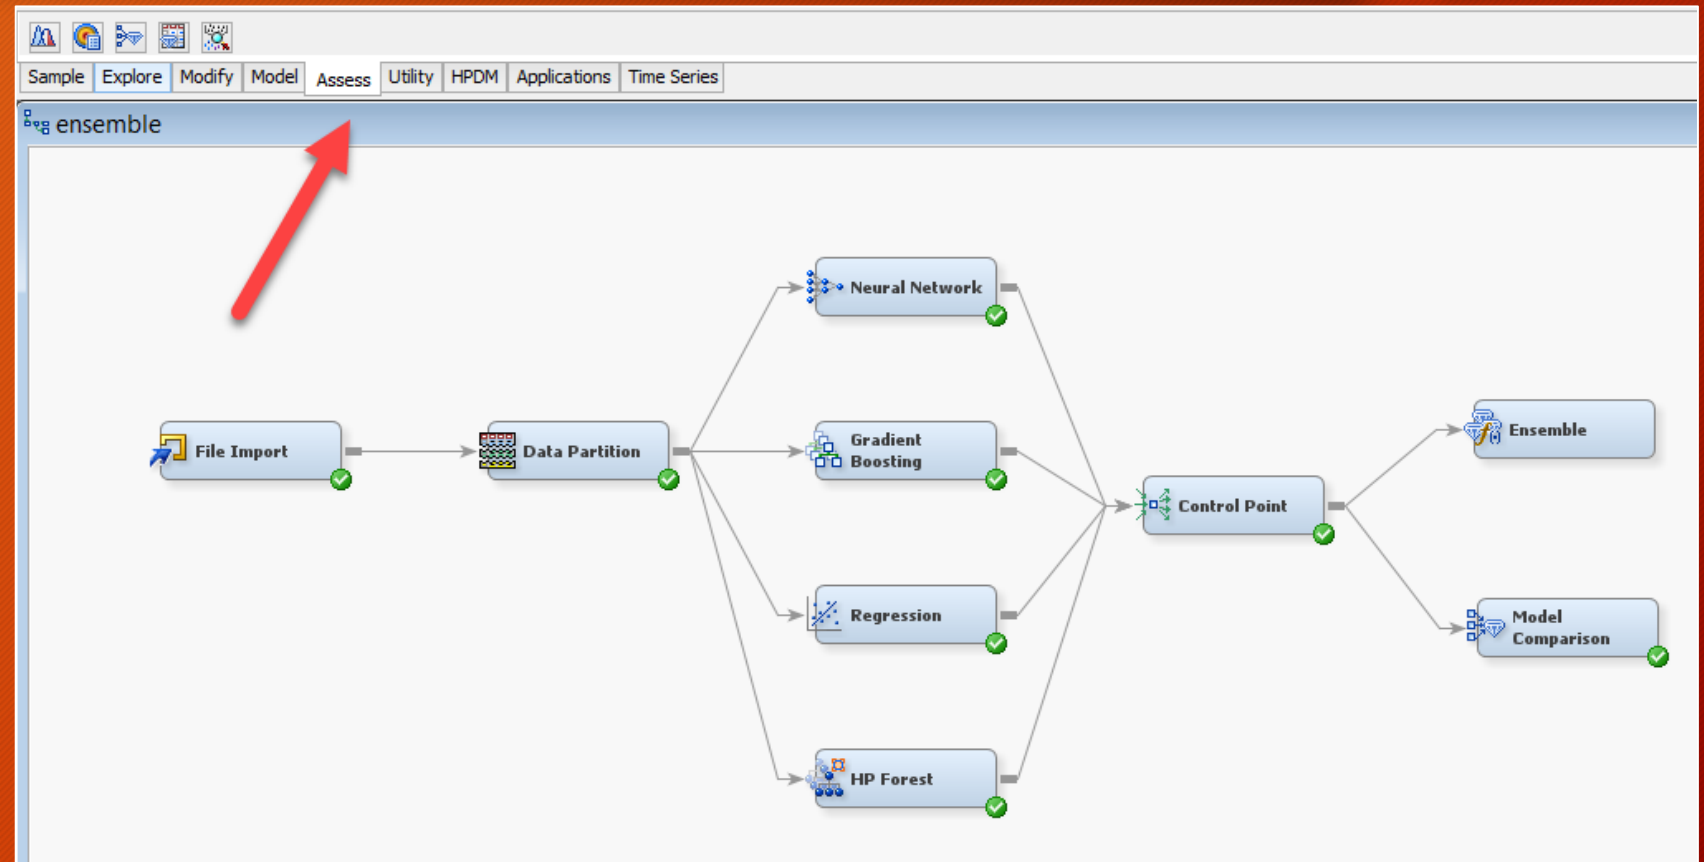 Sample Explore Modify Model Assess Utility HPDM Applications Time Series
ensemble
Neural Network
File Import
Data Partition
Gradient
Boosting
Ensemble
Control Point
Regression
Model
Comparison
HP Forest